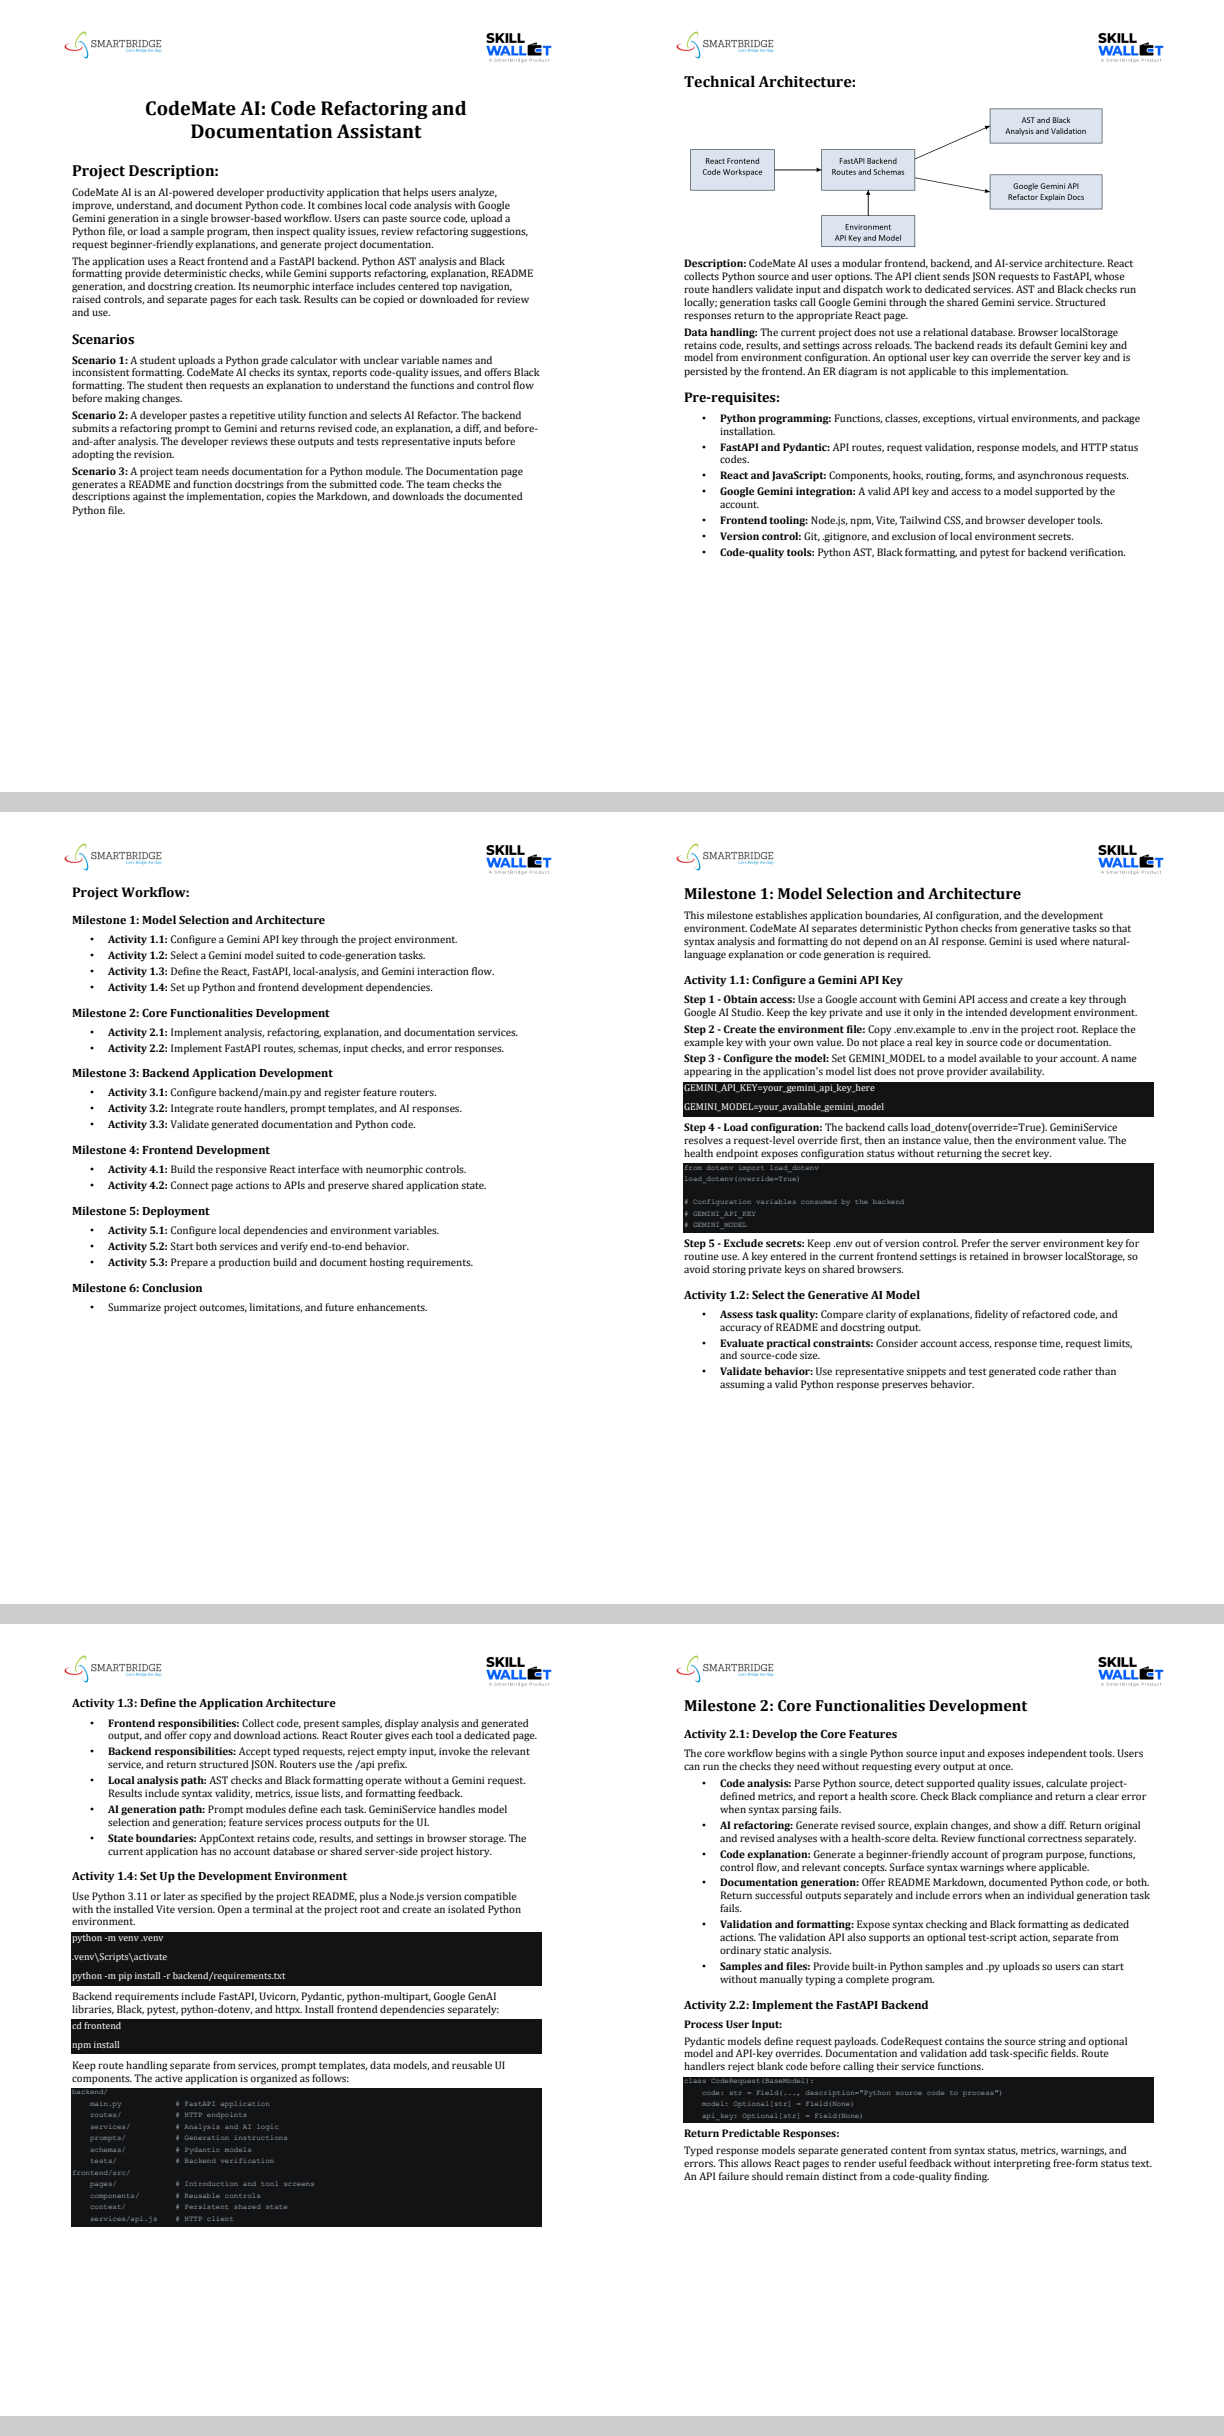 SMARTBRIDGE
Let's Bridge the Gap
SKILL
WALLET
A SmartBridge Product
CodeMate AI: Code Refactoring and
Documentation Assistant
Project Description:
CodeMate AI is an AI-powered developer productivity application that helps users analyze,
improve, understand, and document Python code. It combines local code analysis with Google
Gemini generation in a single browser-based workflow. Users can paste source code, upload a
Python file, or load a sample program, then inspect quality issues, review refactoring suggestions,
request beginner-friendly explanations, and generate project documentation.
The application uses a React frontend and a FastAPI backend. Python AST analysis and Black
formatting provide deterministic checks, while Gemini supports refactoring, explanation, README
generation, and docstring creation. Its neumorphic interface includes centered top navigation,
raised controls, and separate pages for each task. Results can be copied or downloaded for review
and use.
Scenarios
Scenario 1: A student uploads a Python grade calculator with unclear variable names and
inconsistent formatting. CodeMate AI checks its syntax, reports code-quality issues, and offers Black
formatting. The student then requests an explanation to understand the functions and control flow
before making changes.
Scenario 2: A developer pastes a repetitive utility function and selects AI Refactor. The backend
submits a refactoring prompt to Gemini and returns revised code, an explanation, a diff, and before-
and-after analysis. The developer reviews these outputs and tests representative inputs before
adopting the revision.
Scenario 3: A project team needs documentation for a Python module. The Documentation page
generates a README and function docstrings from the submitted code. The team checks the
descriptions against the implementation, copies the Markdown, and downloads the documented
Python file.
SMARTBRIDGE
Let's Bridge the Gap
SKILL
WALLET
A SmartBridge Product
Technical Architecture:
React Frontend
Code Workspace
FastAPI Backend
Routes and Schemas
AST and Black
Analysis and Validation
Google Gemini API
Refactor Explain Docs
Environment
API Key and Model
Description: CodeMate AI uses a modular frontend, backend, and AI-service architecture. React
collects Python source and user options. The API client sends JSON requests to FastAPI, whose
route handlers validate input and dispatch work to dedicated services. AST and Black checks run
locally; generation tasks call Google Gemini through the shared Gemini service. Structured
responses return to the appropriate React page.
Data handling: The current project does not use a relational database. Browser localStorage
retains code, results, and settings across reloads. The backend reads its default Gemini key and
model from environment configuration. An optional user key can override the server key and is
persisted by the frontend. An ER diagram is not applicable to this implementation.
Pre-requisites:
• Python programming: Functions, classes, exceptions, virtual environments, and package
installation.
• FastAPI and Pydantic: API routes, request validation, response models, and HTTP status
codes.
• React and JavaScript: Components, hooks, routing, forms, and asynchronous requests.
• Google Gemini integration: A valid API key and access to a model supported by the
account.
• Frontend tooling: Node.js, npm, Vite, Tailwind CSS, and browser developer tools.
• Version control: Git, .gitignore, and exclusion of local environment secrets.
• Code-quality tools: Python AST, Black formatting, and pytest for backend verification.
SMARTBRIDGE
Let's Bridge the Gap
SKILL
WALLET
A SmartBridge Product
Project Workflow:
Milestone 1: Model Selection and Architecture
• Activity 1.1: Configure a Gemini API key through the project environment.
• Activity 1.2: Select a Gemini model suited to code-generation tasks.
• Activity 1.3: Define the React, FastAPI, local-analysis, and Gemini interaction flow.
• Activity 1.4: Set up Python and frontend development dependencies.
Milestone 2: Core Functionalities Development
• Activity 2.1: Implement analysis, refactoring, explanation, and documentation services.
• Activity 2.2: Implement FastAPI routes, schemas, input checks, and error responses.
Milestone 3: Backend Application Development
• Activity 3.1: Configure backend/main.py and register feature routers.
• Activity 3.2: Integrate route handlers, prompt templates, and AI responses.
• Activity 3.3: Validate generated documentation and Python code.
Milestone 4: Frontend Development
• Activity 4.1: Build the responsive React interface with neumorphic controls.
• Activity 4.2: Connect page actions to APIs and preserve shared application state.
Milestone 5: Deployment
• Activity 5.1: Configure local dependencies and environment variables.
• Activity 5.2: Start both services and verify end-to-end behavior.
• Activity 5.3: Prepare a production build and document hosting requirements.
Milestone 6: Conclusion
• Summarize project outcomes, limitations, and future enhancements.
SMARTBRIDGE
Let's Bridge the Gap
SKILL
WALLET
A SmartBridge Product
Milestone 1: Model Selection and Architecture
This milestone establishes application boundaries, AI configuration, and the development
environment. CodeMate AI separates deterministic Python checks from generative tasks so that
syntax analysis and formatting do not depend on an AI response. Gemini is used where natural-
language explanation or code generation is required.
Activity 1.1: Configure a Gemini API Key
Step 1 - Obtain access: Use a Google account with Gemini API access and create a key through
Google AI Studio. Keep the key private and use it only in the intended development environment.
Step 2 - Create the environment file: Copy .env.example to .env in the project root. Replace the
example key with your own value. Do not place a real key in source code or documentation.
Step 3 - Configure the model: Set GEMINI_MODEL to a model available to your account. A name
appearing in the application's model list does not prove provider availability.
GEMINI_API_KEY=your_gemini_api_key_here
GEMINI_MODEL=your_available_gemini_model
Step 4 - Load configuration: The backend calls load_dotenv(override=True). GeminiService
resolves a request-level override first, then an instance value, then the environment value. The
health endpoint exposes configuration status without returning the secret key.
from dotenv import load_dotenv
load_dotenv(override=True)
# Configuration variables consumed by the backend
# GEMINI_API_KEY
# GEMINI_MODEL
Step 5 - Exclude secrets: Keep .env out of version control. Prefer the server environment key for
routine use. A key entered in the current frontend settings is retained in browser localStorage, so
avoid storing private keys on shared browsers.
Activity 1.2: Select the Generative AI Model
• Assess task quality: Compare clarity of explanations, fidelity of refactored code, and
accuracy of README and docstring output.
• Evaluate practical constraints: Consider account access, response time, request limits,
and source-code size.
• Validate behavior: Use representative snippets and test generated code rather than
assuming a valid Python response preserves behavior.
SMARTBRIDGE
Let's Bridge the Gap
SKILL
WALLET
A SmartBridge Product
Activity 1.3: Define the Application Architecture
• Frontend responsibilities: Collect code, present samples, display analysis and generated
output, and offer copy and download actions. React Router gives each tool a dedicated page.
• Backend responsibilities: Accept typed requests, reject empty input, invoke the relevant
service, and return structured JSON. Routers use the /api prefix.
• Local analysis path: AST checks and Black formatting operate without a Gemini request.
Results include syntax validity, metrics, issue lists, and formatting feedback.
• AI generation path: Prompt modules define each task. GeminiService handles model
selection and generation; feature services process outputs for the UI.
• State boundaries: AppContext retains code, results, and settings in browser storage. The
current application has no account database or shared server-side project history.
Activity 1.4: Set Up the Development Environment
Use Python 3.11 or later as specified by the project README, plus a Node.js version compatible
with the installed Vite version. Open a terminal at the project root and create an isolated Python
environment.
python -m venv .venv
.venv\Scripts\activate
python -m pip install -r backend/requirements.txt
Backend requirements include FastAPI, Uvicorn, Pydantic, python-multipart, Google GenAI
libraries, Black, pytest, python-dotenv, and httpx. Install frontend dependencies separately:
cd frontend
npm install
Keep route handling separate from services, prompt templates, data models, and reusable UI
components. The active application is organized as follows:
backend/
main.py # FastAPI application
routes/ # HTTP endpoints
services/ # Analysis and AI logic
prompts/ # Generation instructions
schemas/ # Pydantic models
tests/ # Backend verification
frontend/src/
pages/ # Introduction and tool screens
components/ # Reusable controls
context/ # Persistent shared state
services/api.js # HTTP client
SMARTBRIDGE
Let's Bridge the Gap
SKILL
WALLET
A SmartBridge Product
Milestone 2: Core Functionalities Development
Activity 2.1: Develop the Core Features
The core workflow begins with a single Python source input and exposes independent tools. Users
can run the checks they need without requesting every output at once.
• Code analysis: Parse Python source, detect supported quality issues, calculate project-
defined metrics, and report a health score. Check Black compliance and return a clear error
when syntax parsing fails.
• AI refactoring: Generate revised source, explain changes, and show a diff. Return original
and revised analyses with a health-score delta. Review functional correctness separately.
• Code explanation: Generate a beginner-friendly account of program purpose, functions,
control flow, and relevant concepts. Surface syntax warnings where applicable.
• Documentation generation: Offer README Markdown, documented Python code, or both.
Return successful outputs separately and include errors when an individual generation task
fails.
• Validation and formatting: Expose syntax checking and Black formatting as dedicated
actions. The validation API also supports an optional test-script action, separate from
ordinary static analysis.
• Samples and files: Provide built-in Python samples and .py uploads so users can start
without manually typing a complete program.
Activity 2.2: Implement the FastAPI Backend
Process User Input:
Pydantic models define request payloads. CodeRequest contains the source string and optional
model and API-key overrides. Documentation and validation add task-specific fields. Route
handlers reject blank code before calling their service functions.
class CodeRequest(BaseModel):
code: str = Field(..., description="Python source code to process")
model: Optional[str] = Field(None)
api_key: Optional[str] = Field(None)
Return Predictable Responses:
Typed response models separate generated content from syntax status, metrics, warnings, and
errors. This allows React pages to render useful feedback without interpreting free-form status text.
An API failure should remain distinct from a code-quality finding.